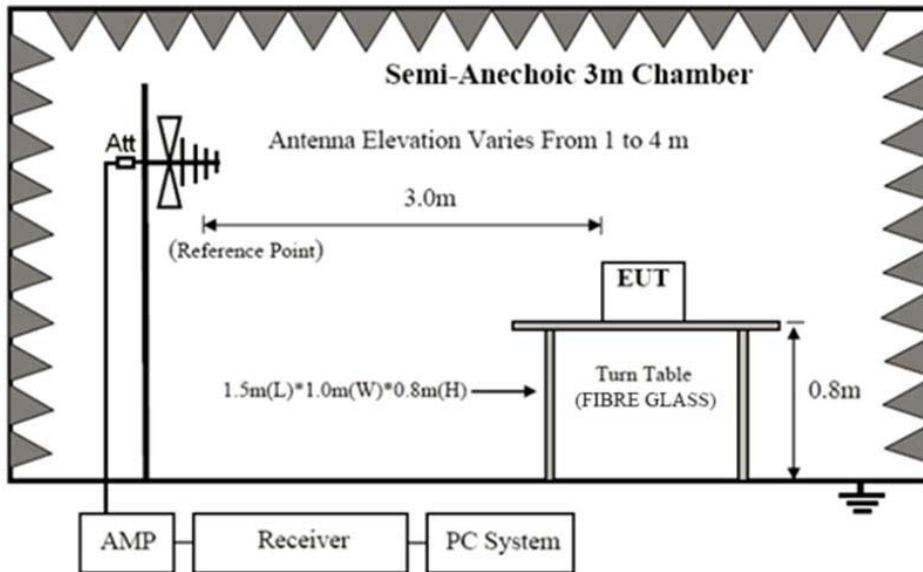 Semi-Anechoic 3m Chamber
Att
Antenna Elevation Varies From 1 to 4 m
3.0m
(Reference Point)
EUT
1.5m(L)*1.0m(W)*0.8m(H)
Turn Table
(FIBRE GLASS)
0.8m
AMP
Receiver
PC System